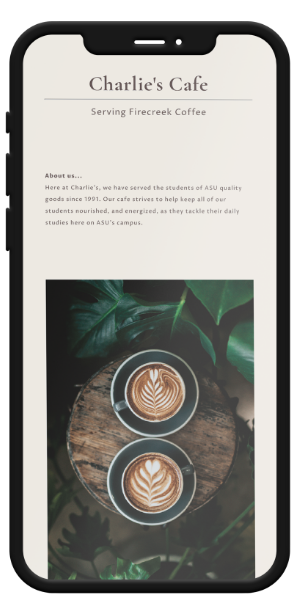 Charlie's Cafe
Serving Firecreek Coffee
About us...
Here at Charlie's, we have served the students of ASU quality
goods since 1991. Our cafe strives to help keep all of our
students nourished, and energized, as they tackle their daily
studies here on ASU's campus.